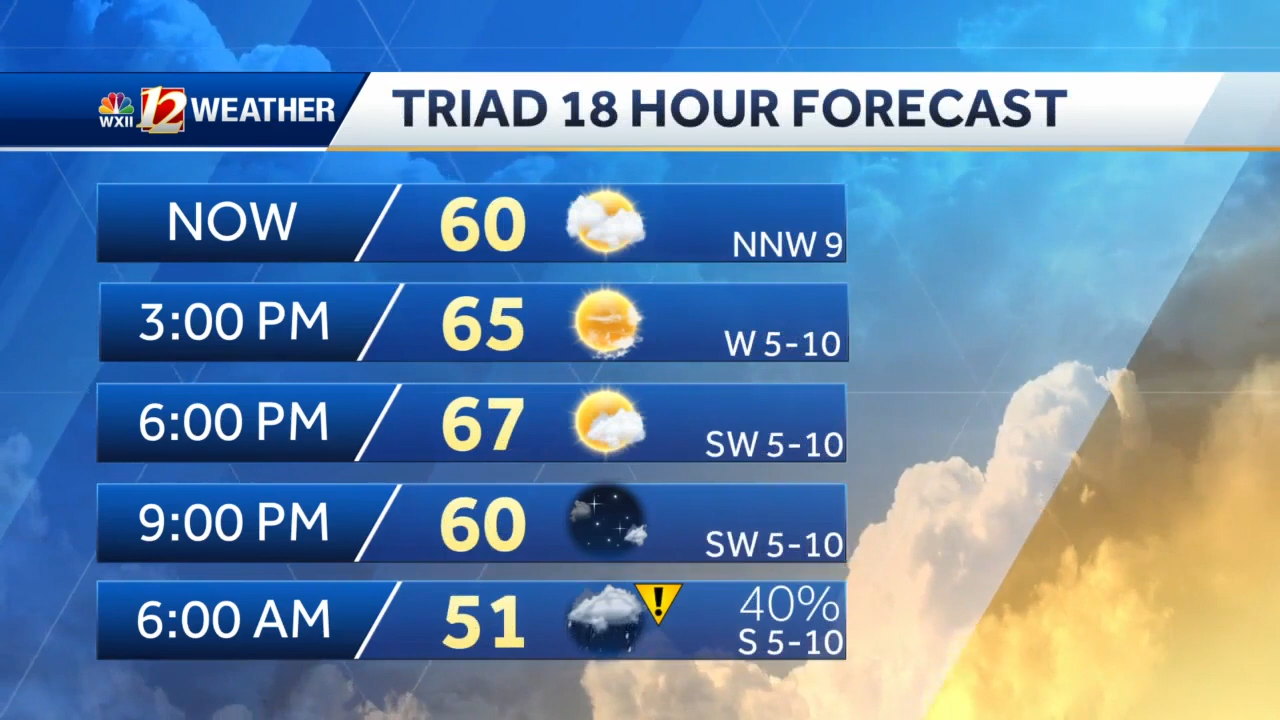 WXII 12 WEATHER
TRIAD 18 HOUR FORECAST
NOW 60 NNW 9
3:00 PM 65 W 5-10
6:00 PM 67 SW 5-10
9:00 PM 60 SW 5-10
6:00 AM 51 ! 40%
S 5-10